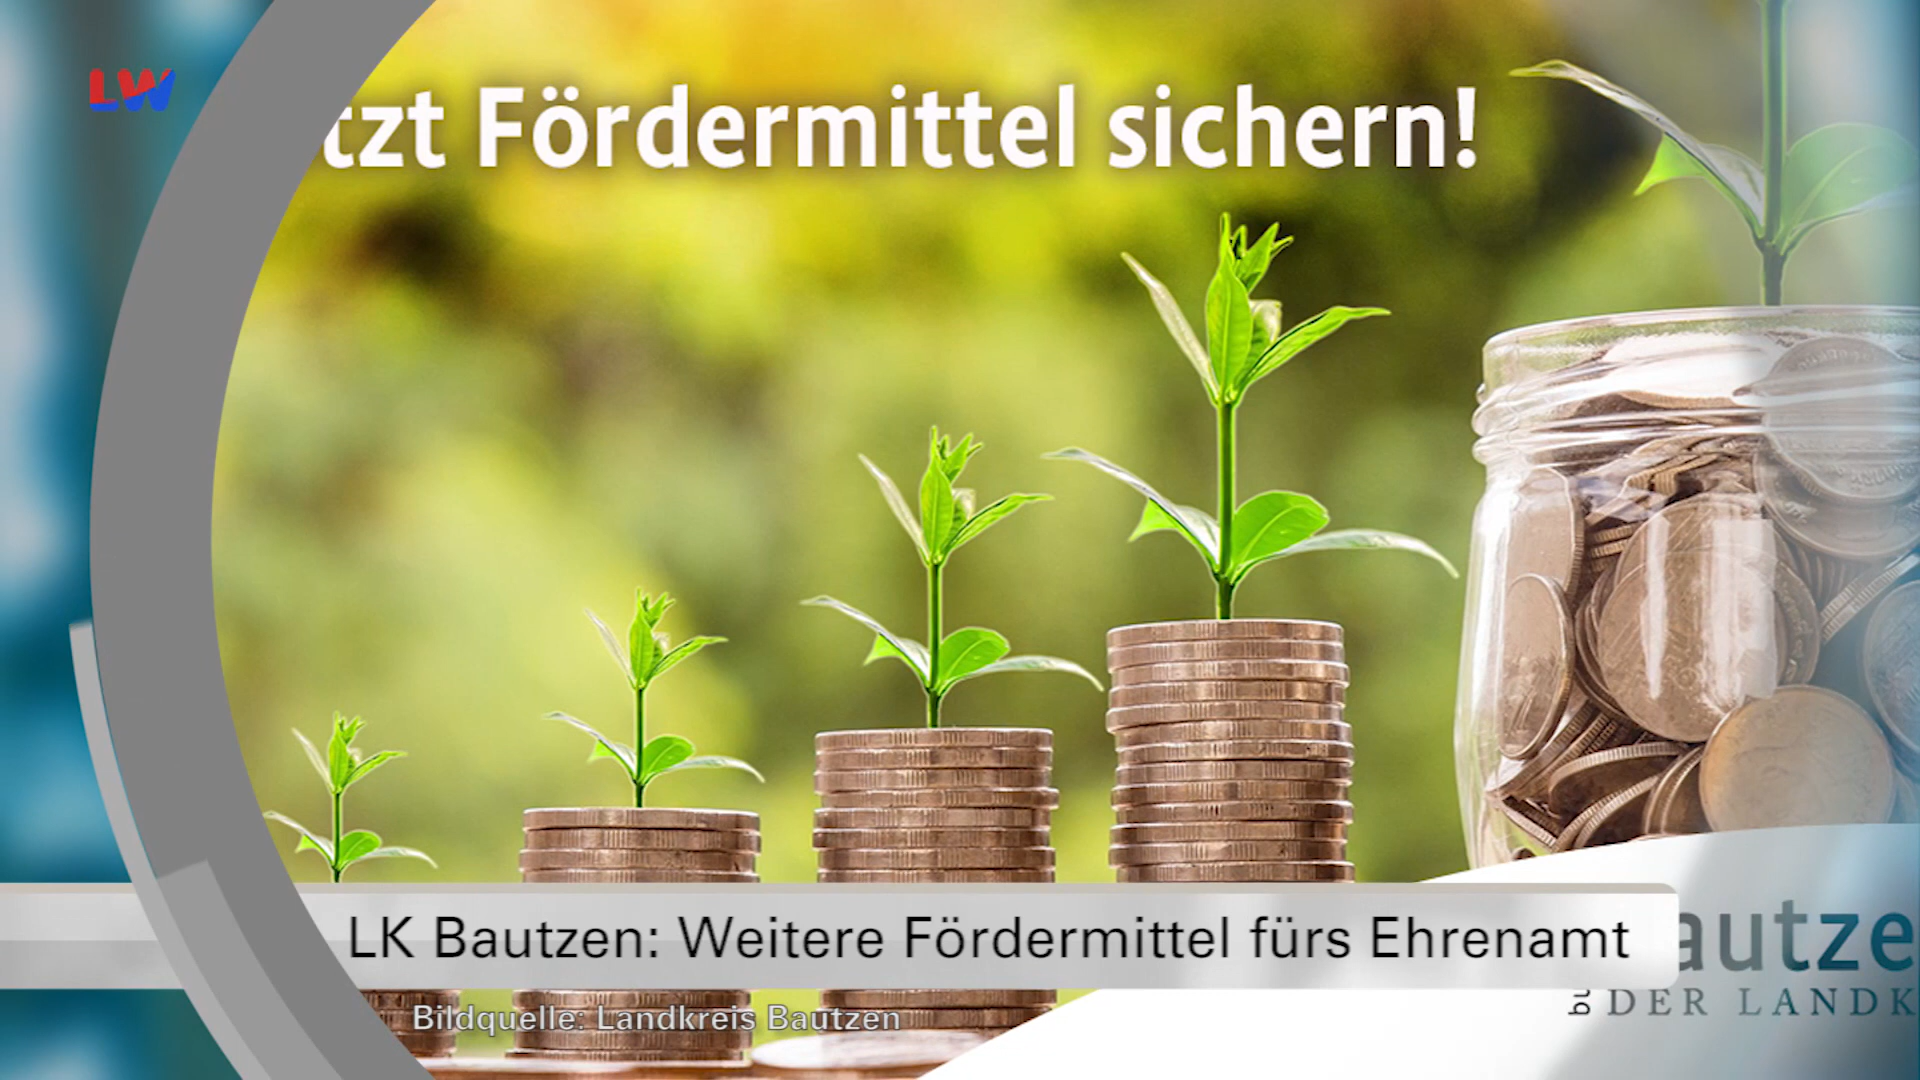 LW
tzt Fördermittel sichern!
LK Bautzen: Weitere Fördermittel fürs Ehrenamt
autze
DER LANDK
Bildquelle: Landkreis Bautzen